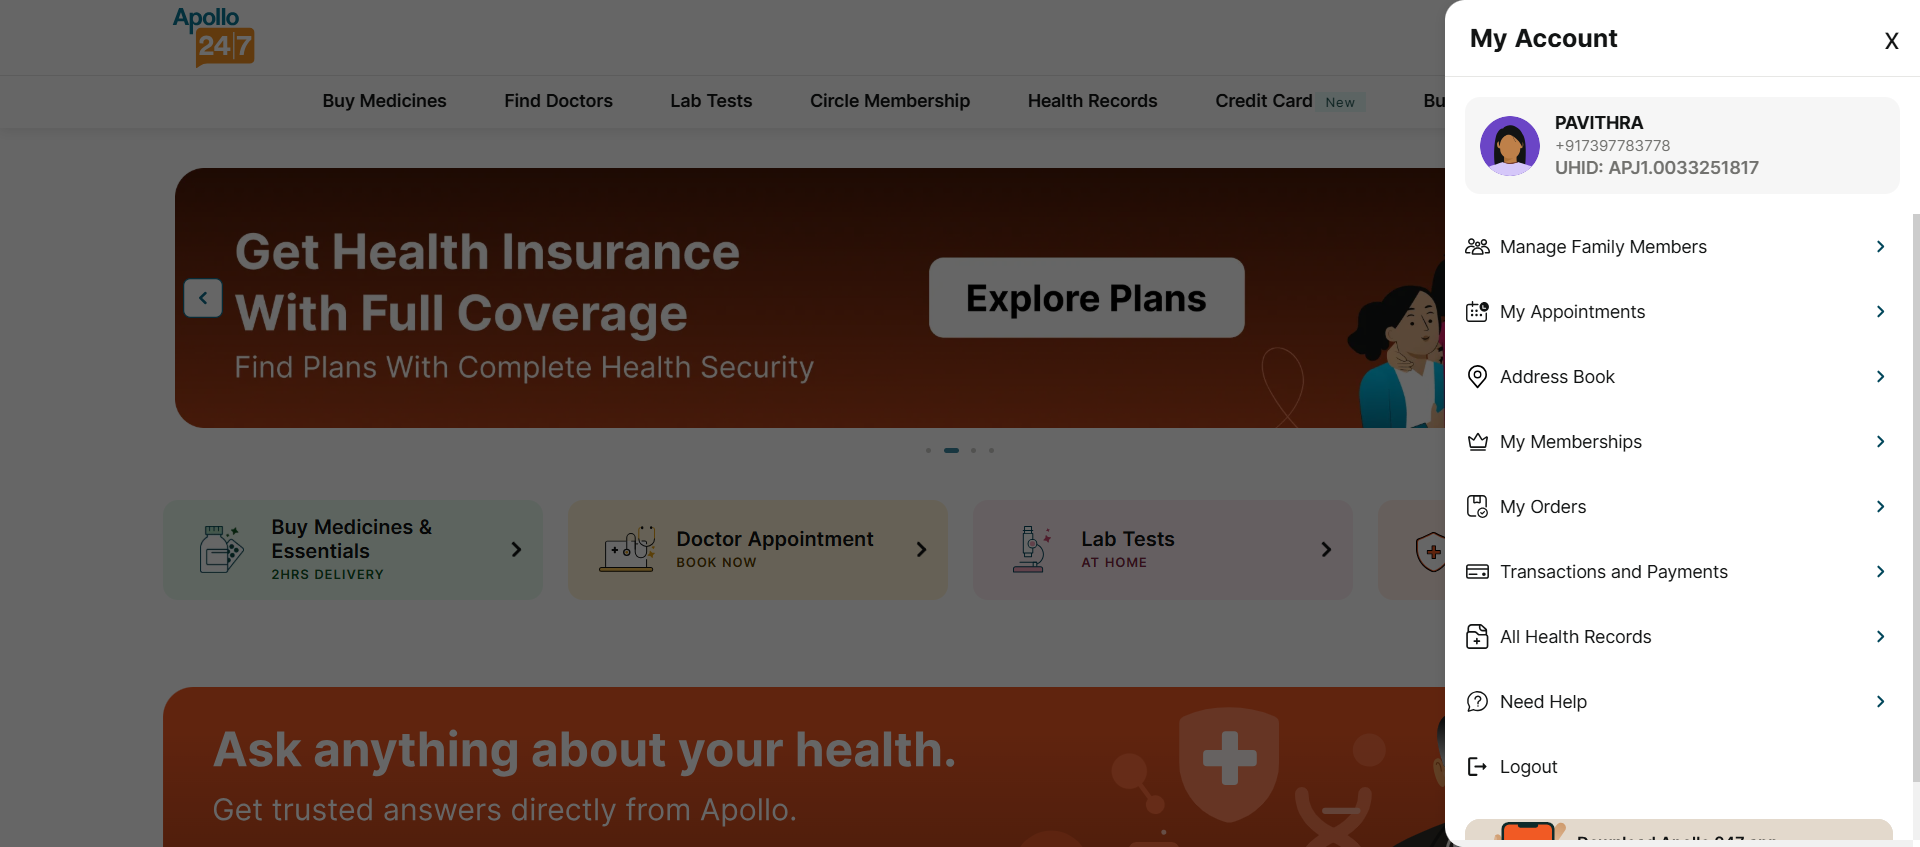 Apollo
24|7
Buy Medicines
Find Doctors
Lab Tests
Circle Membership
Health Records
Credit Card New
Bu
Get Health Insurance
With Full Coverage
Find Plans With Complete Health Security
Explore Plans
Buy Medicines &
Essentials
2HRS DELIVERY
Doctor Appointment
BOOK NOW
Lab Tests
AT HOME
Ask anything about your health.
Get trusted answers directly from Apollo.
My Account
X
PAVITHRA
+917397783778
UHID: APJ1.0033251817
Manage Family Members
My Appointments
Address Book
My Memberships
My Orders
Transactions and Payments
All Health Records
Need Help
Logout
Download Apollo 247 app